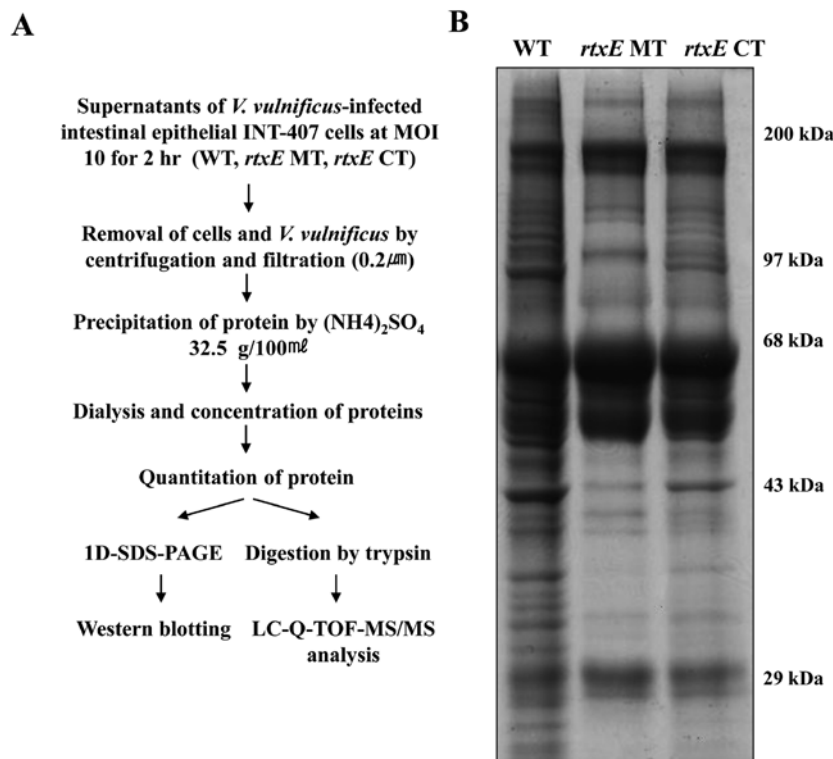 A
Supernatants of V. vulnificus-infected
intestinal epithelial INT-407 cells at MOI
10 for 2 hr (WT, rtxE MT, rtxE CT)
Removal of cells and V. vulnificus by
centrifugation and filtration (0.2㎛)
Precipitation of protein by (NH4)₂SO₄
32.5 g/100㎖
Dialysis and concentration of proteins
Quantitation of protein
1D-SDS-PAGE
Digestion by trypsin
Western blotting
LC-Q-TOF-MS/MS
analysis
B
WT rtxE MT rtxE CT
200 kDa
97 kDa
68 kDa
43 kDa
29 kDa